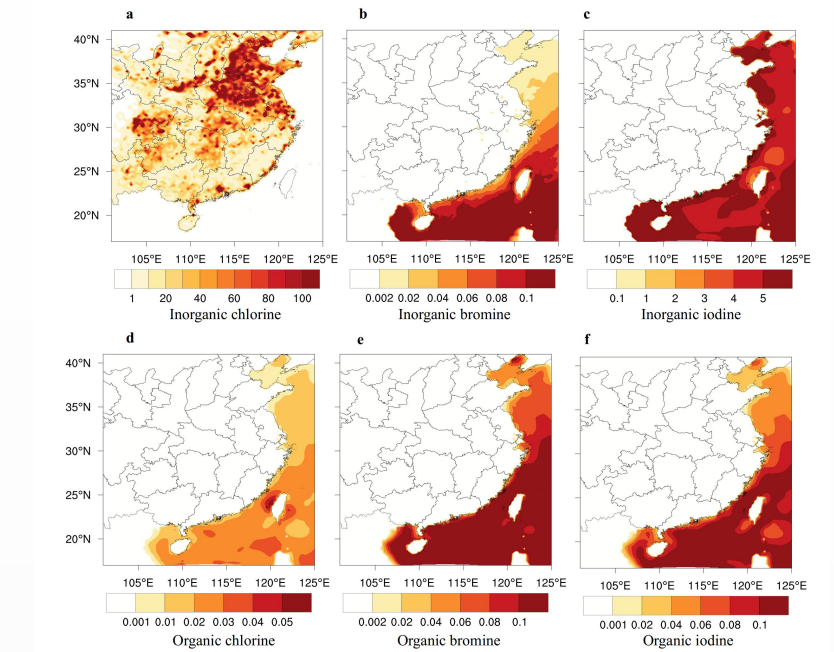 a b c
40°N
35°N
30°N
25°N
20°N
105°E 110°E 115°E 120°E 125°E 105°E 110°E 115°E 120°E 125°E 105°E 110°E 115°E 120°E 125°E
1 20 40 60 80 100 0.002 0.02 0.04 0.06 0.08 0.1 0.1 1 2 3 4 5
Inorganic chlorine Inorganic bromine Inorganic iodine
d e f
40°N
35°N
30°N
25°N
20°N
105°E 110°E 115°E 120°E 125°E 105°E 110°E 115°E 120°E 125°E 105°E 110°E 115°E 120°E 125°E
0.001 0.01 0.02 0.03 0.04 0.05 0.002 0.02 0.04 0.06 0.08 0.1 0.001 0.02 0.04 0.06 0.08 0.1
Organic chlorine Organic bromine Organic iodine